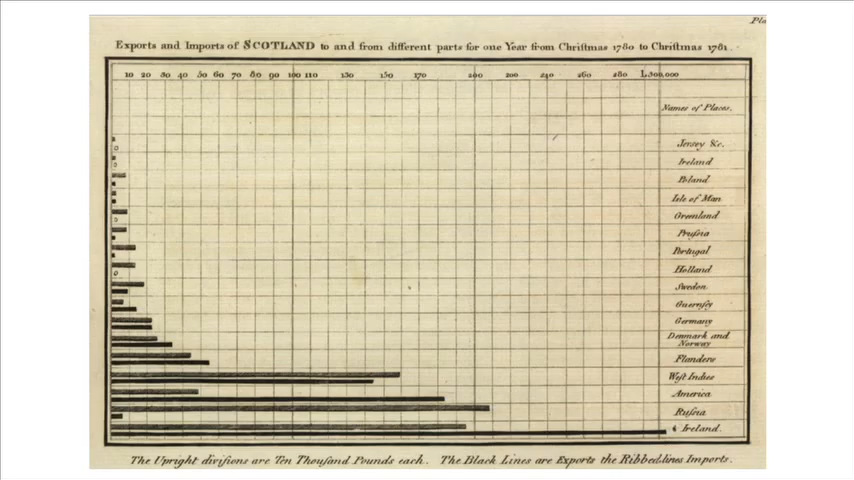 Pla
Exports and Imports of SCOTLAND to and from different parts for one Year from Chriſtmas 1780 to Chriſtmas 1781.
10 20 30 40 50 60 70 80 90 100 110 130 150 170 200 220 240 260 280 L300,000
Names of Places.
Jersey &c.
Ireland
Poland
Isle of Man
Greenland
Pruſsia
Portugal
Holland
Sweden
Guernſey
Germany
Denmark and
Norway
Flanders
West Indies
America
Ruſsia
Ireland.
The Upright diviſions are Ten Thouſand Pounds each. The Black Lines are Exports the Ribbedlines Imports.